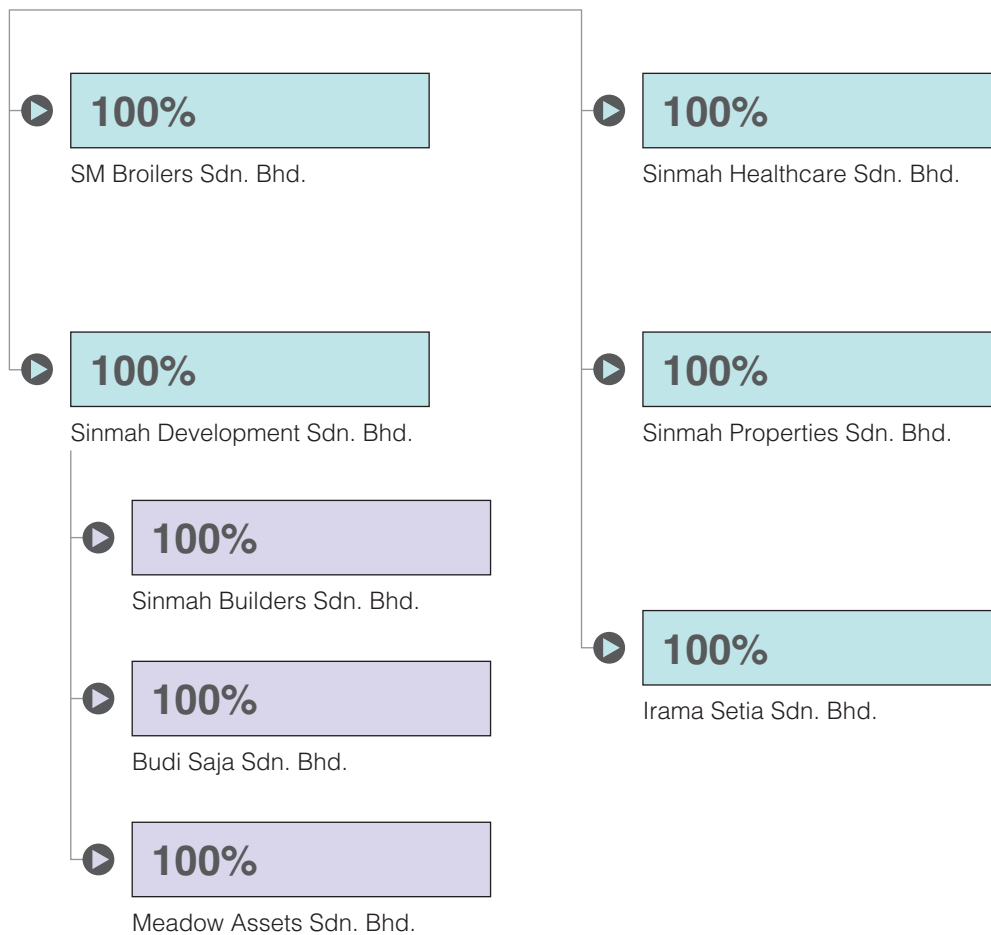 100%
SM Broilers Sdn. Bhd.
100%
Sinmah Development Sdn. Bhd.
100%
Sinmah Builders Sdn. Bhd.
100%
Budi Saja Sdn. Bhd.
100%
Meadow Assets Sdn. Bhd.
100%
Sinmah Healthcare Sdn. Bhd.
100%
Sinmah Properties Sdn. Bhd.
100%
Irama Setia Sdn. Bhd.